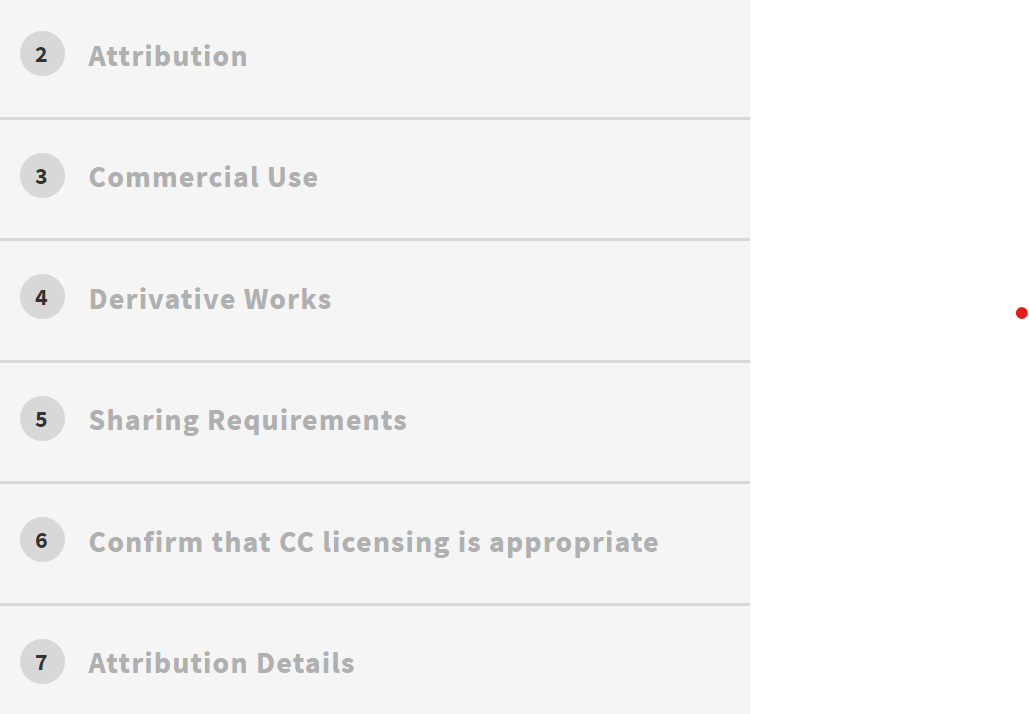 2 Attribution
3 Commercial Use
4 Derivative Works
5 Sharing Requirements
6 Confirm that CC licensing is appropriate
7 Attribution Details